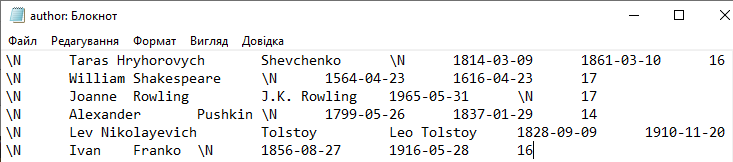 author: Блокнот
Файл Редагування Формат Вигляд Довідка
\N Taras Hryhorovych Shevchenko \N 1814-03-09 1861-03-10 16
\N William Shakespeare \N 1564-04-23 1616-04-23 17
\N Joanne Rowling J.K. Rowling 1965-05-31 \N 17
\N Alexander Pushkin \N 1799-05-26 1837-01-29 14
\N Lev Nikolayevich Tolstoy Leo Tolstoy 1828-09-09 1910-11-20
\N Ivan Franko \N 1856-08-27 1916-05-28 16